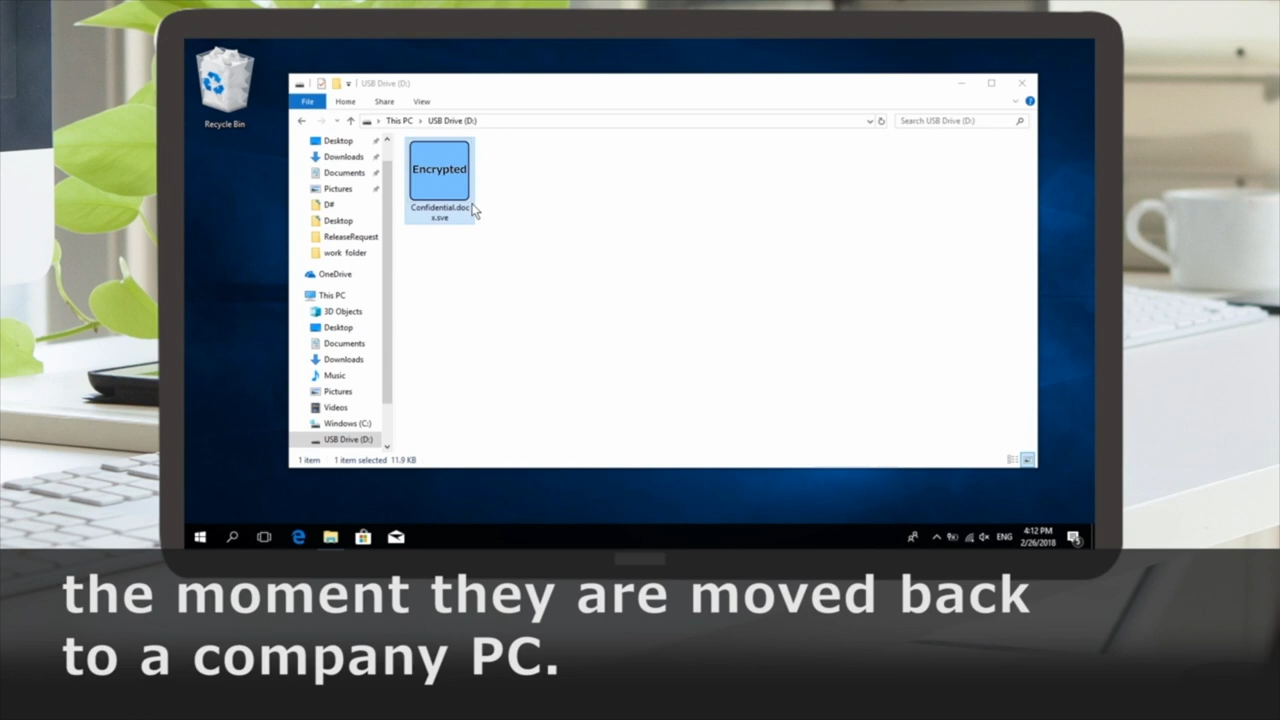 Recycle Bin
USB Drive (D:)
File Home Share View
This PC USB Drive (D:)
Search USB Drive (D:)
Desktop
Downloads
Documents
Pictures
D#
Desktop
ReleaseRequest
work folder
OneDrive
This PC
3D Objects
Desktop
Documents
Downloads
Music
Pictures
Videos
Windows (C:)
USB Drive (D:)
Encrypted
Confidential.doc
x.sve
1 item 1 item selected 11.9 KB
ENG
4:12 PM
2/26/2018
5
the moment they are moved back
to a company PC.